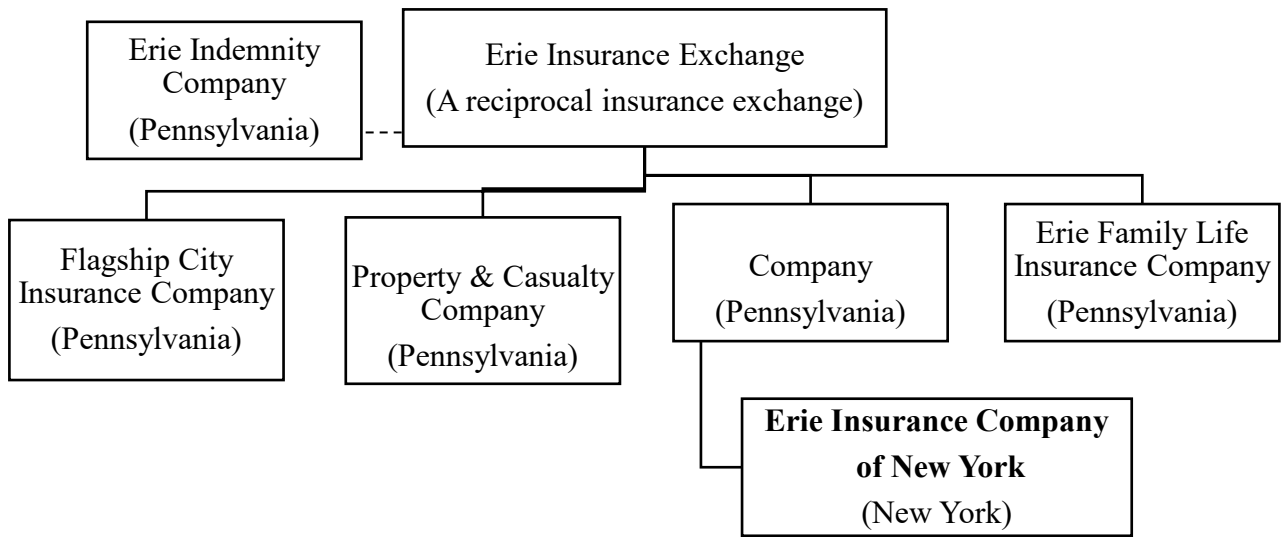 Erie Indemnity
Company
(Pennsylvania)
Erie Insurance Exchange
(A reciprocal insurance exchange)
Flagship City
Insurance Company
(Pennsylvania)
Property & Casualty
Company
(Pennsylvania)
Company
(Pennsylvania)
Erie Family Life
Insurance Company
(Pennsylvania)
Erie Insurance Company
of New York
(New York)